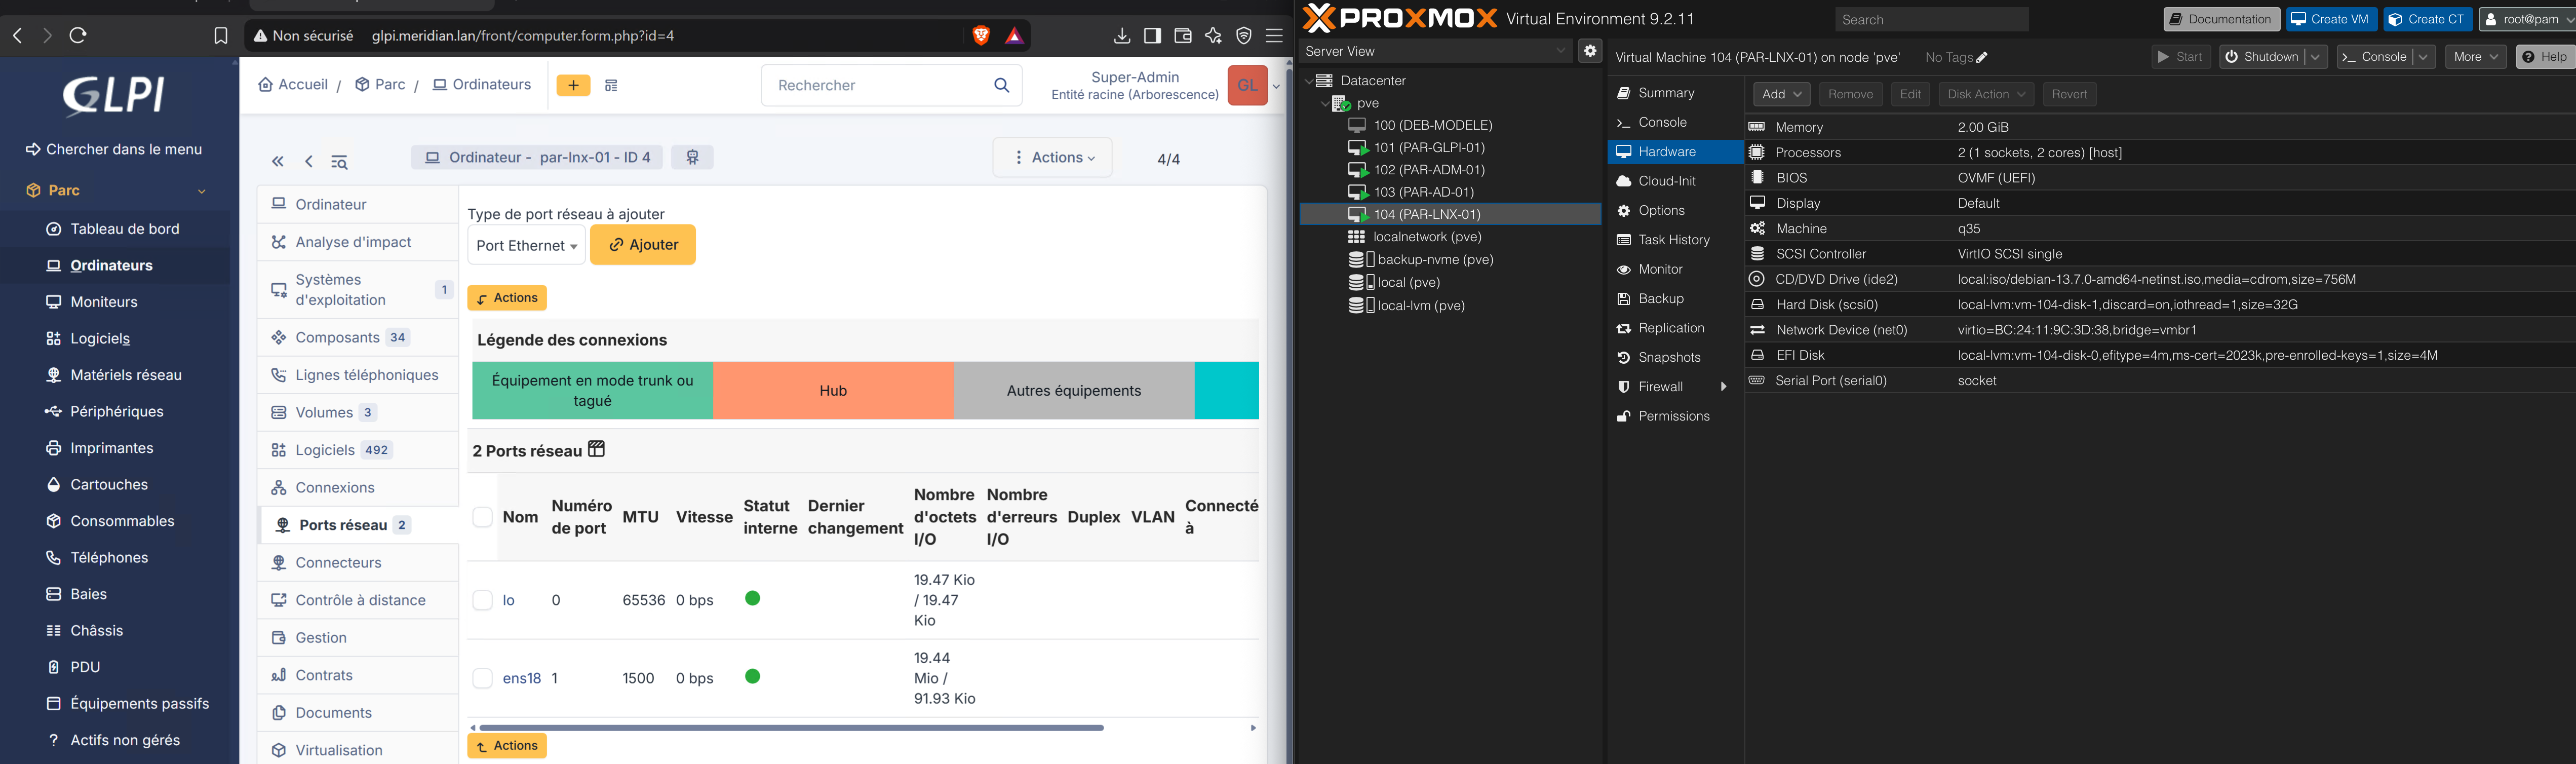 Non sécurisé glpi.meridian.lan/front/computer.form.php?id=4
GLPI
Chercher dans le menu
Parc
Tableau de bord
Ordinateurs
Moniteurs
Logiciels
Matériels réseau
Périphériques
Imprimantes
Cartouches
Consommables
Téléphones
Baies
Châssis
PDU
Équipements passifs
Actifs non gérés
Accueil / Parc / Ordinateurs
Rechercher
Super-Admin
Entité racine (Arborescence)
GL
Ordinateur - par-lnx-01 - ID 4
Actions
4/4
Ordinateur
Analyse d'impact
Systèmes d'exploitation 1
Composants 34
Lignes téléphoniques
Volumes 3
Logiciels 492
Connexions
Ports réseau 2
Connecteurs
Contrôle à distance
Gestion
Contrats
Documents
Virtualisation
Type de port réseau à ajouter
Port Ethernet
Ajouter
Actions
Légende des connexions
Équipement en mode trunk ou tagué
Hub
Autres équipements
2 Ports réseau
Nom Numéro de port MTU Vitesse Statut interne Dernier changement Nombre d'octets I/O Nombre d'erreurs I/O Duplex VLAN Connecté à
lo 0 65536 0 bps 19.47 Kio / 19.47 Kio
ens18 1 1500 0 bps 19.44 Mio / 91.93 Kio
Actions
PROXMOX Virtual Environment 9.2.11
Search
Documentation
Create VM
Create CT
root@pam
Server View
Datacenter
pve
100 (DEB-MODELE)
101 (PAR-GLPI-01)
102 (PAR-ADM-01)
103 (PAR-AD-01)
104 (PAR-LNX-01)
localnetwork (pve)
backup-nvme (pve)
local (pve)
local-lvm (pve)
Virtual Machine 104 (PAR-LNX-01) on node 'pve'
No Tags
Start
Shutdown
Console
More
Help
Summary
Console
Hardware
Cloud-Init
Options
Task History
Monitor
Backup
Replication
Snapshots
Firewall
Permissions
Add
Remove
Edit
Disk Action
Revert
Memory 2.00 GiB
Processors 2 (1 sockets, 2 cores) [host]
BIOS OVMF (UEFI)
Display Default
Machine q35
SCSI Controller VirtIO SCSI single
CD/DVD Drive (ide2) local:iso/debian-13.7.0-amd64-netinst.iso,media=cdrom,size=756M
Hard Disk (scsi0) local-lvm:vm-104-disk-1,discard=on,iothread=1,size=32G
Network Device (net0) virtio=BC:24:11:9C:3D:38,bridge=vmbr1
EFI Disk local-lvm:vm-104-disk-0,efitype=4m,ms-cert=2023k,pre-enrolled-keys=1,size=4M
Serial Port (serial0) socket